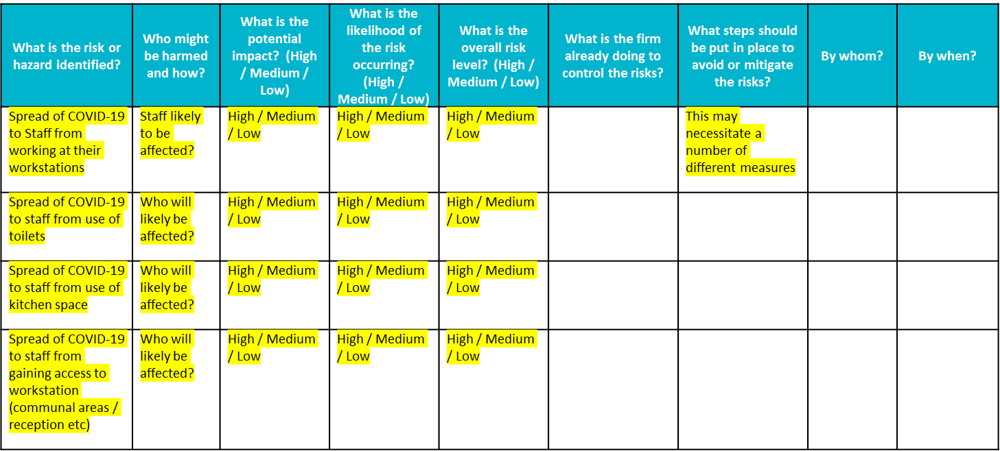 What is the risk or
hazard identified?
Who might
be harmed
and how?
What is the
potential
impact? (High
/ Medium /
Low)
What is the
likelihood of
the risk
occurring?
(High /
Medium / Low)
What is the
overall risk
level? (High /
Medium / Low)
What is the firm
already doing to
control the risks?
What steps should
be put in place to
avoid or mitigate
the risks?
By whom?
By when?
Spread of COVID-19
to Staff from
working at their
workstations
Staff likely
to be
affected?
High / Medium
/ Low
High / Medium
/ Low
High / Medium
/ Low
This may
necessitate a
number of
different measures
Spread of COVID-19
to staff from use of
toilets
Who will
likely be
affected?
High / Medium
/ Low
High / Medium
/ Low
High / Medium
/ Low
Spread of COVID-19
to staff from use of
kitchen space
Who will
likely be
affected?
High / Medium
/ Low
High / Medium
/ Low
High / Medium
/ Low
Spread of COVID-19
to staff from
gaining access to
workstation
(communal areas /
reception etc)
Who will
likely be
affected?
High / Medium
/ Low
High / Medium
/ Low
High / Medium
/ Low